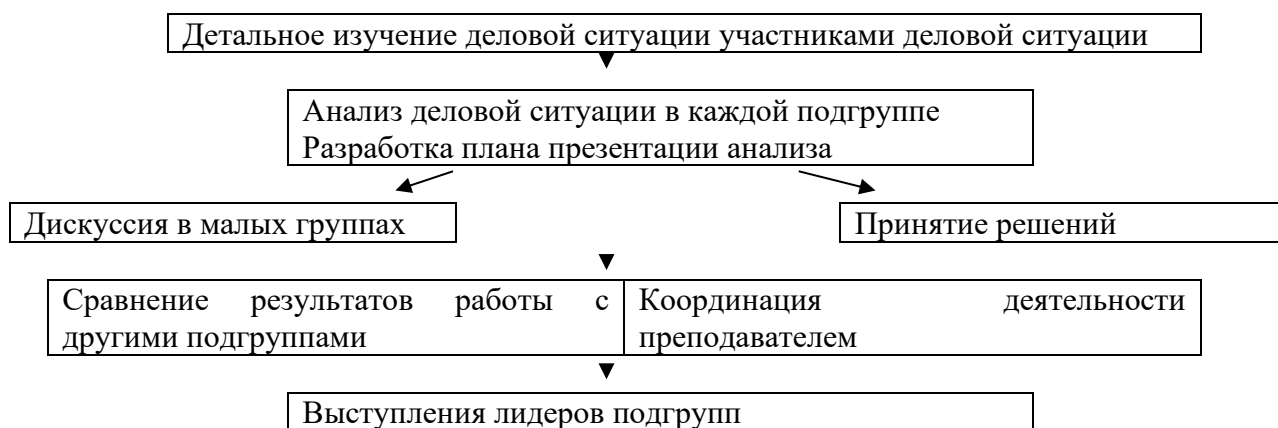 Детальное изучение деловой ситуации участниками деловой ситуации
Анализ деловой ситуации в каждой подгруппе
Разработка плана презентации анализа
Дискуссия в малых группах
Принятие решений
Сравнение результатов работы с
другими подгруппами
Координация деятельности
преподавателем
Выступления лидеров подгрупп